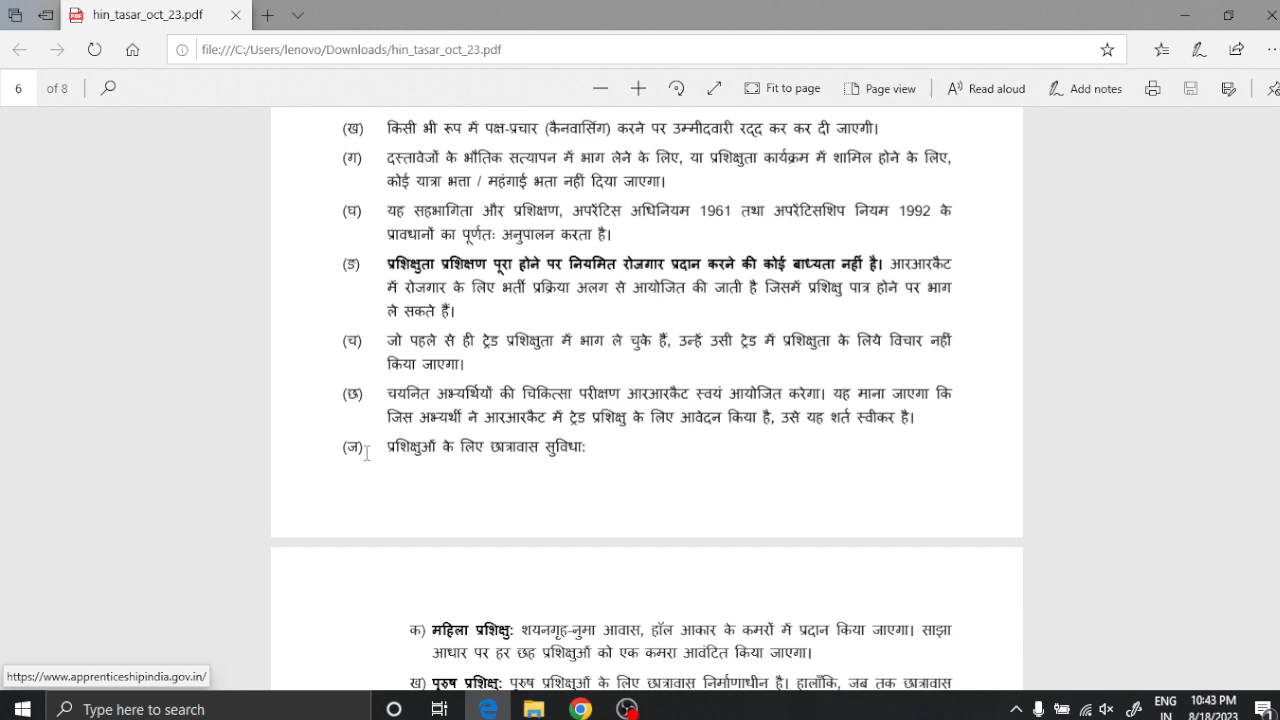 hin_tasar_oct_23.pdf
file:///C:/Users/lenovo/Downloads/hin_tasar_oct_23.pdf
6 of 8 Fit to page Page view Read aloud Add notes
(ख) किसी भी रूप में पक्ष-प्रचार (कैनवासिंग) करने पर उम्मीदवारी रद्द कर कर दी जाएगी।
(ग) दस्तावेजों के भौतिक सत्यापन में भाग लेने के लिए, या प्रशिक्षुता कार्यक्रम में शामिल होने के लिए,
कोई यात्रा भत्ता / महंगाई भता नहीं दिया जाएगा।
(घ) यह सहभागिता और प्रशिक्षण, अपरेंटिस अधिनियम 1961 तथा अपरेंटिसशिप नियम 1992 के
प्रावधानों का पूर्णतः अनुपालन करता है।
(ङ) प्रशिक्षुता प्रशिक्षण पूरा होने पर नियमित रोजगार प्रदान करने की कोई बाध्यता नहीं है। आरआरकैट
में रोजगार के लिए भर्ती प्रक्रिया अलग से आयोजित की जाती है जिसमें प्रशिक्षु पात्र होने पर भाग
ले सकते हैं।
(च) जो पहले से ही ट्रेड प्रशिक्षुता में भाग ले चुके हैं, उन्हें उसी ट्रेड में प्रशिक्षुता के लिये विचार नहीं
किया जाएगा।
(छ) चयनित अभ्यर्थियों की चिकित्सा परीक्षण आरआरकैट स्वयं आयोजित करेगा। यह माना जाएगा कि
जिस अभ्यर्थी ने आरआरकैट में ट्रेड प्रशिक्षु के लिए आवेदन किया है, उसे यह शर्त स्वीकर है।
(ज) प्रशिक्षुओं के लिए छात्रावास सुविधा:
क) महिला प्रशिक्षु: शयनगृह-नुमा आवास, हॉल आकार के कमरों में प्रदान किया जाएगा। साझा
आधार पर हर छह प्रशिक्षुओं को एक कमरा आवंटित किया जाएगा।
ख) पुरुष प्रशिक्षु: पुरुष प्रशिक्षुओं के लिए छात्रावास निर्माणाधीन है। हालाँकि, जब तक छात्रावास
https://www.apprenticeshipindia.gov.in/
Type here to search
ENG 10:43 PM
IN 8/18/2023